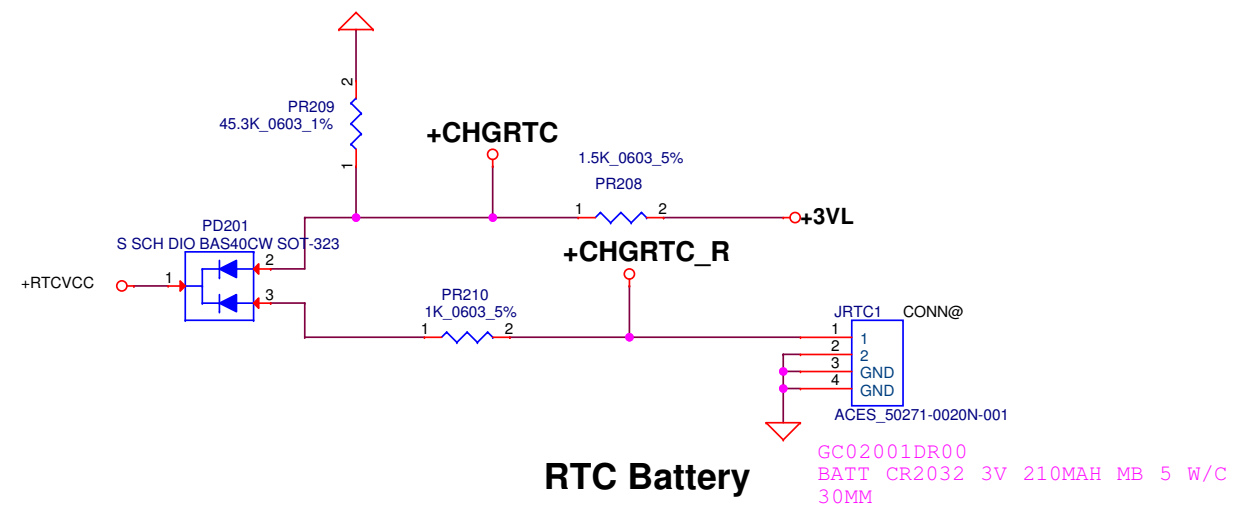 2
PR209
45.3K_0603_1%
1
+CHGRTC
1.5K_0603_5%
PR208
1
2
+3VL
PD201
S SCH DIO BAS40CW SOT-323
+RTCVCC
1
2
3
+CHGRTC_R
PR210
1K_0603_5%
1
2
JRTC1
CONN@
1
2
3
4
1
2
GND
GND
ACES_50271-0020N-001
RTC Battery
GC02001DR00
BATT CR2032 3V 210MAH MB 5 W/C
30MM